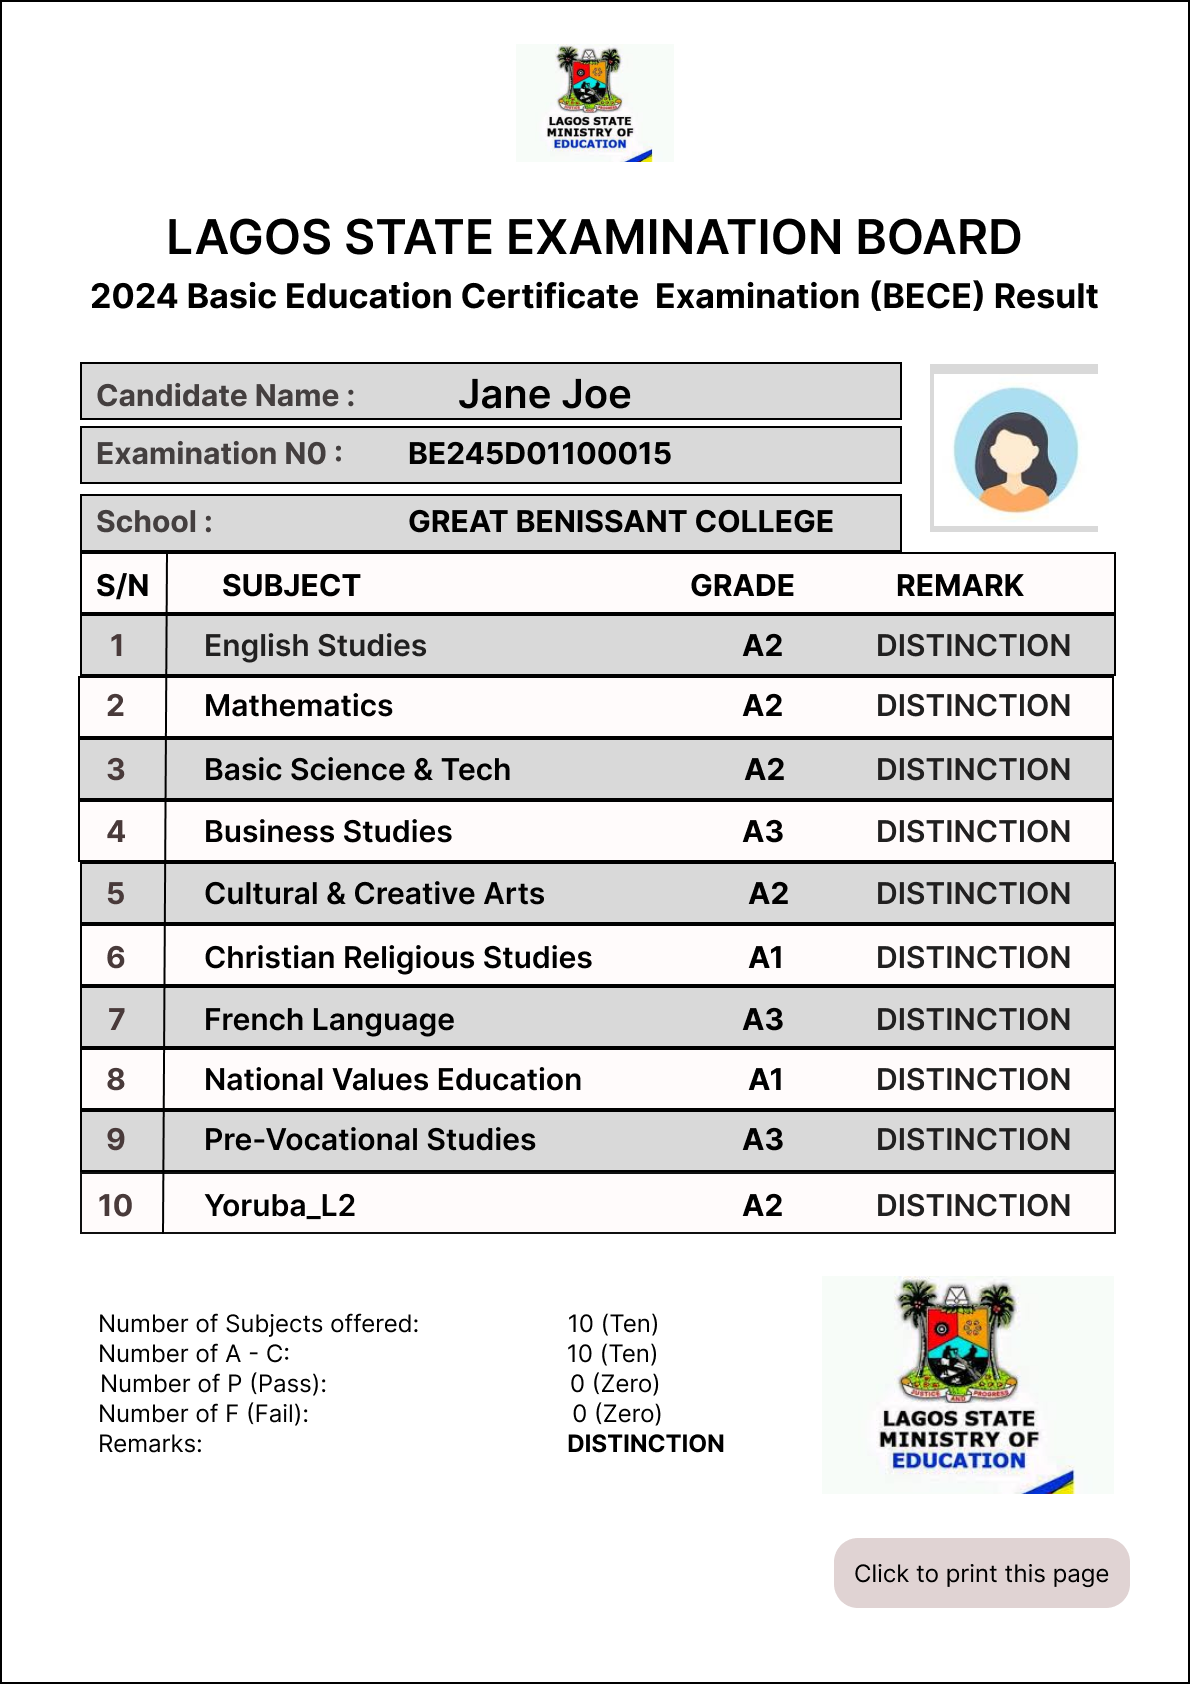 LAGOS STATE
MINISTRY OF
EDUCATION
LAGOS STATE EXAMINATION BOARD
2024 Basic Education Certificate Examination (BECE) Result
Candidate Name : Jane Joe
Examination N0 : BE245D01100015
School : GREAT BENISSANT COLLEGE
S/N SUBJECT GRADE REMARK
1 English Studies A2 DISTINCTION
2 Mathematics A2 DISTINCTION
3 Basic Science & Tech A2 DISTINCTION
4 Business Studies A3 DISTINCTION
5 Cultural & Creative Arts A2 DISTINCTION
6 Christian Religious Studies A1 DISTINCTION
7 French Language A3 DISTINCTION
8 National Values Education A1 DISTINCTION
9 Pre-Vocational Studies A3 DISTINCTION
10 Yoruba_L2 A2 DISTINCTION
Number of Subjects offered: 10 (Ten)
Number of A - C: 10 (Ten)
Number of P (Pass): 0 (Zero)
Number of F (Fail): 0 (Zero)
Remarks: DISTINCTION
JUSTICE AND PROGRESS
LAGOS STATE
MINISTRY OF
EDUCATION
Click to print this page